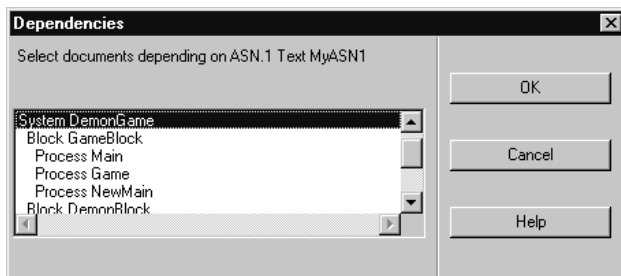 Dependencies
Select documents depending on ASN.1 Text MyASN1
System DemonGame
Block GameBlock
Process Main
Process Game
Process NewMain
Block DemonBlock
OK
Cancel
Help